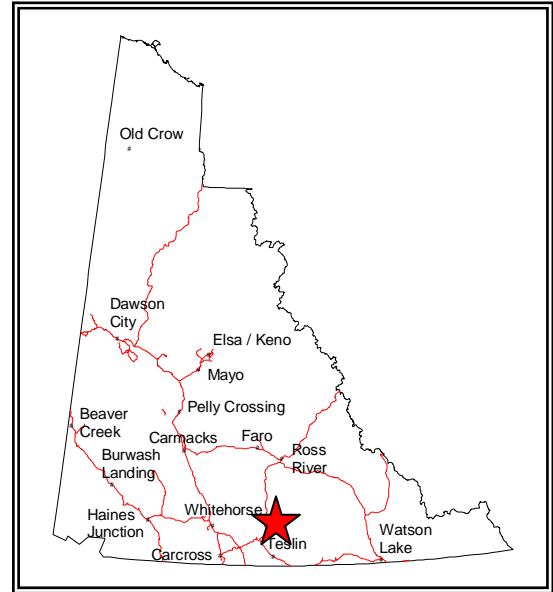 Old Crow
Dawson
City
Elsa / Keno
Mayo
Pelly Crossing
Beaver
Creek
Carmacks
Faro
Ross
River
Burwash
Landing
Haines
Junction
Whitehorse
Watson
Lake
Carcross
Teslin